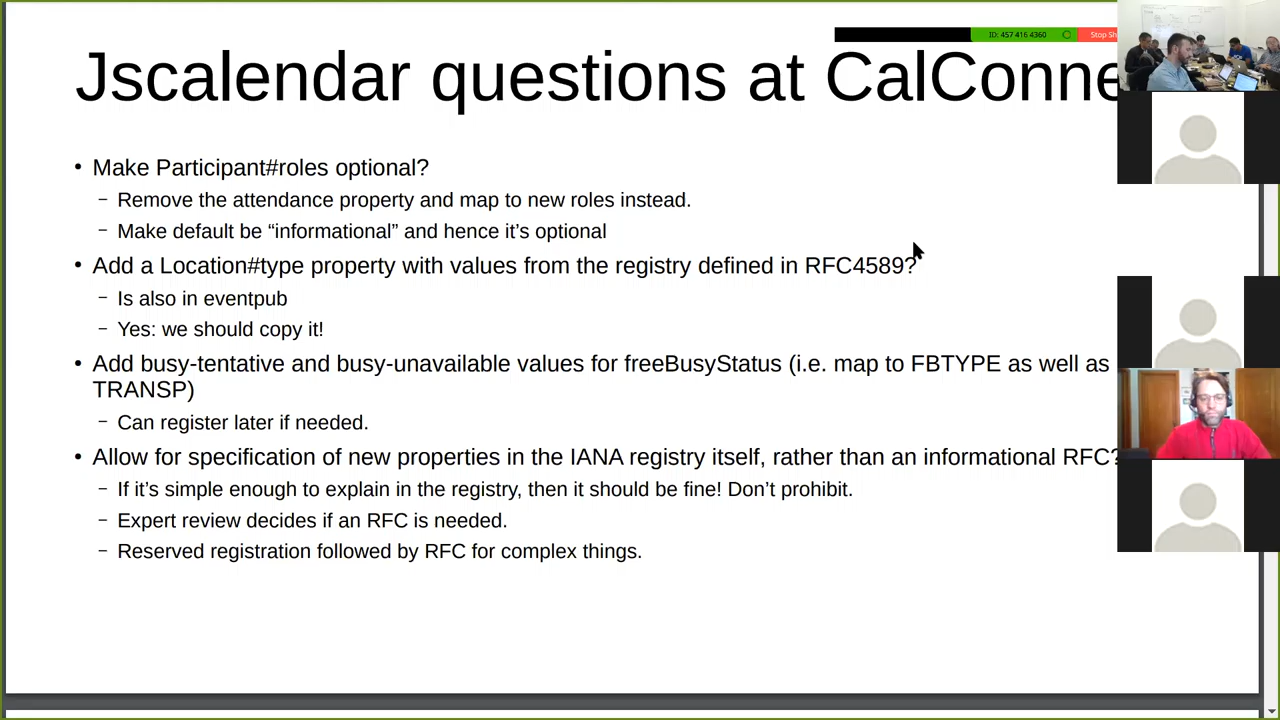 ID: 457 416 4360
Stop Sh
Jscalendar questions at CalConne
• Make Participant#roles optional?
– Remove the attendance property and map to new roles instead.
– Make default be “informational” and hence it’s optional
• Add a Location#type property with values from the registry defined in RFC4589?
– Is also in eventpub
– Yes: we should copy it!
• Add busy-tentative and busy-unavailable values for freeBusyStatus (i.e. map to FBTYPE as well as
TRANSP)
– Can register later if needed.
• Allow for specification of new properties in the IANA registry itself, rather than an informational RFC?
– If it’s simple enough to explain in the registry, then it should be fine! Don’t prohibit.
– Expert review decides if an RFC is needed.
– Reserved registration followed by RFC for complex things.